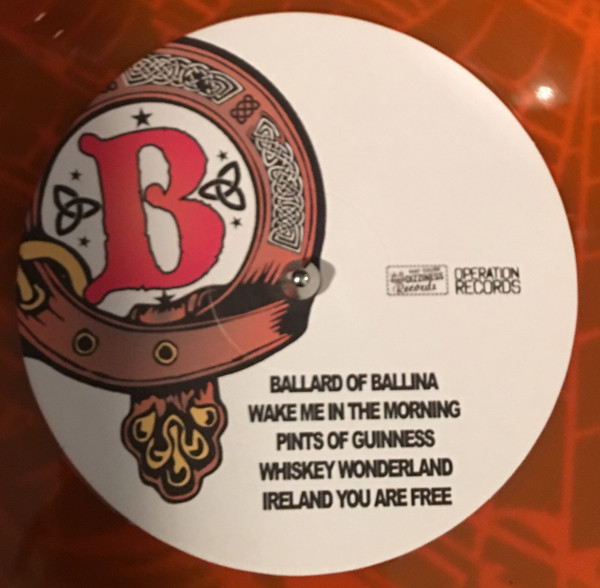 B
OPERATION
RECORDS
Records
BALLARD OF BALLINA
WAKE ME IN THE MORNING
PINTS OF GUINNESS
WHISKEY WONDERLAND
IRELAND YOU ARE FREE